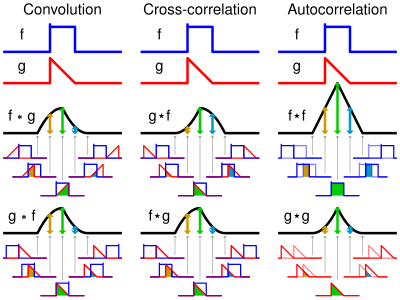 Convolution Cross-correlation Autocorrelation
f f f
g g g
f∗g g⋆f f⋆f
g∗f f⋆g g⋆g